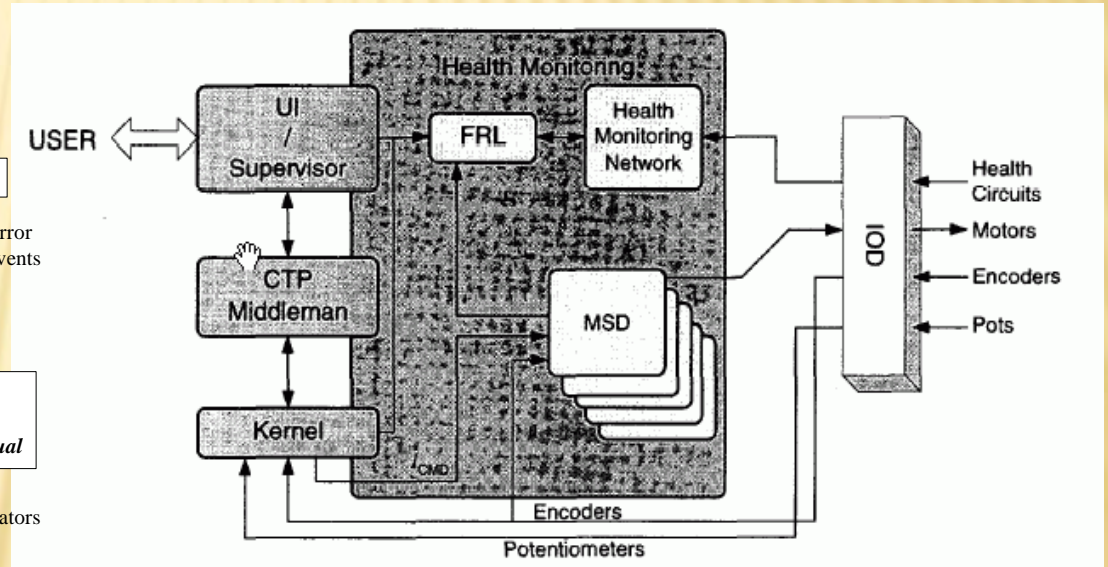 Health Monitoring
UI
/
Supervisor
USER
FRL
Health
Monitoring
Network
Health
Circuits
Motors
Encoders
Pots
IOD
rror
vents
CTP
Middleman
MSD
ual
Kernel
CMD
ators
Encoders
Potentiometers